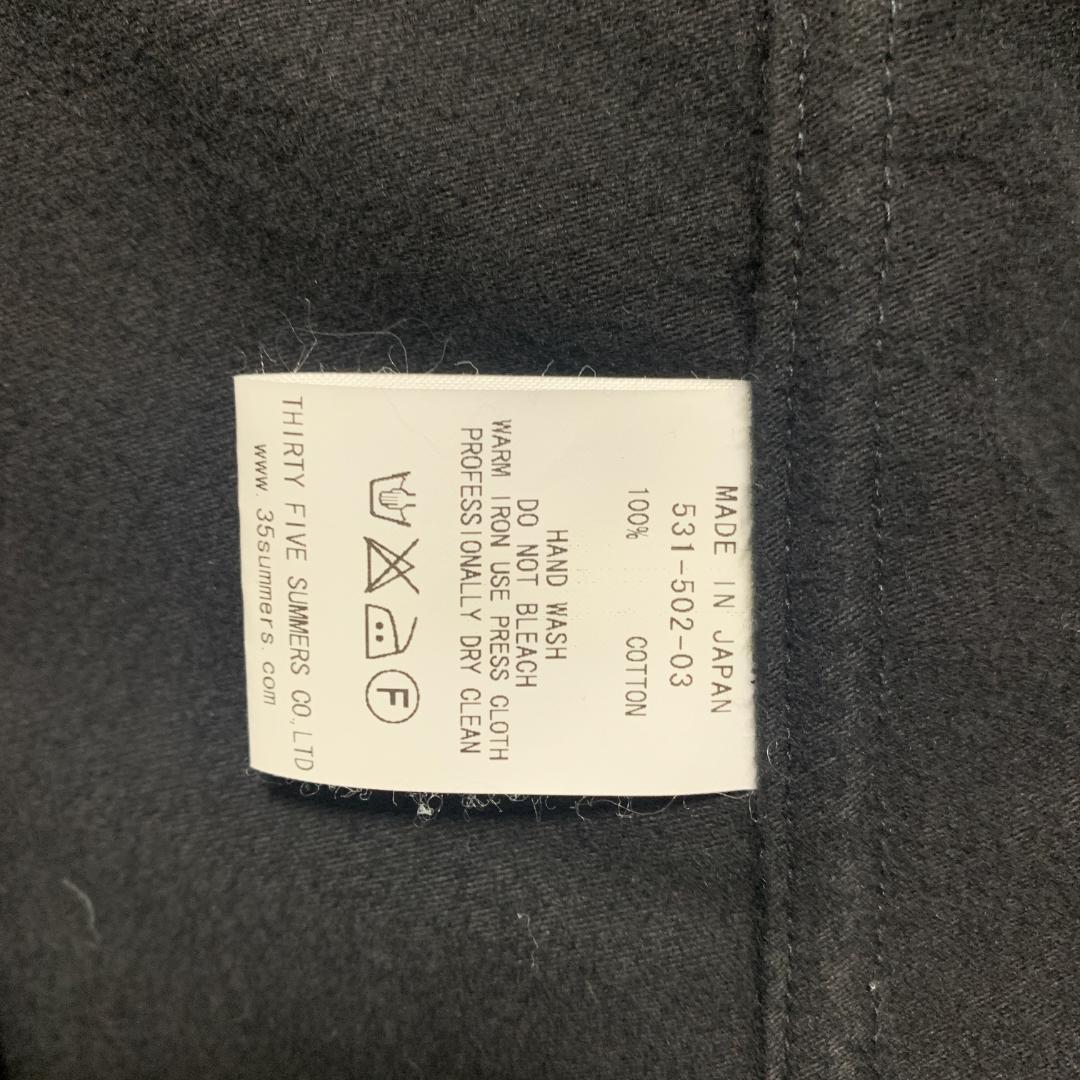 MADE IN JAPAN
531-502-03
100% COTTON
HAND WASH
DO NOT BLEACH
WARM IRON USE PRESS CLOTH
PROFESSIONALLY DRY CLEAN
F
THIRTY FIVE SUMMERS CO.,LTD
www.35summers.com